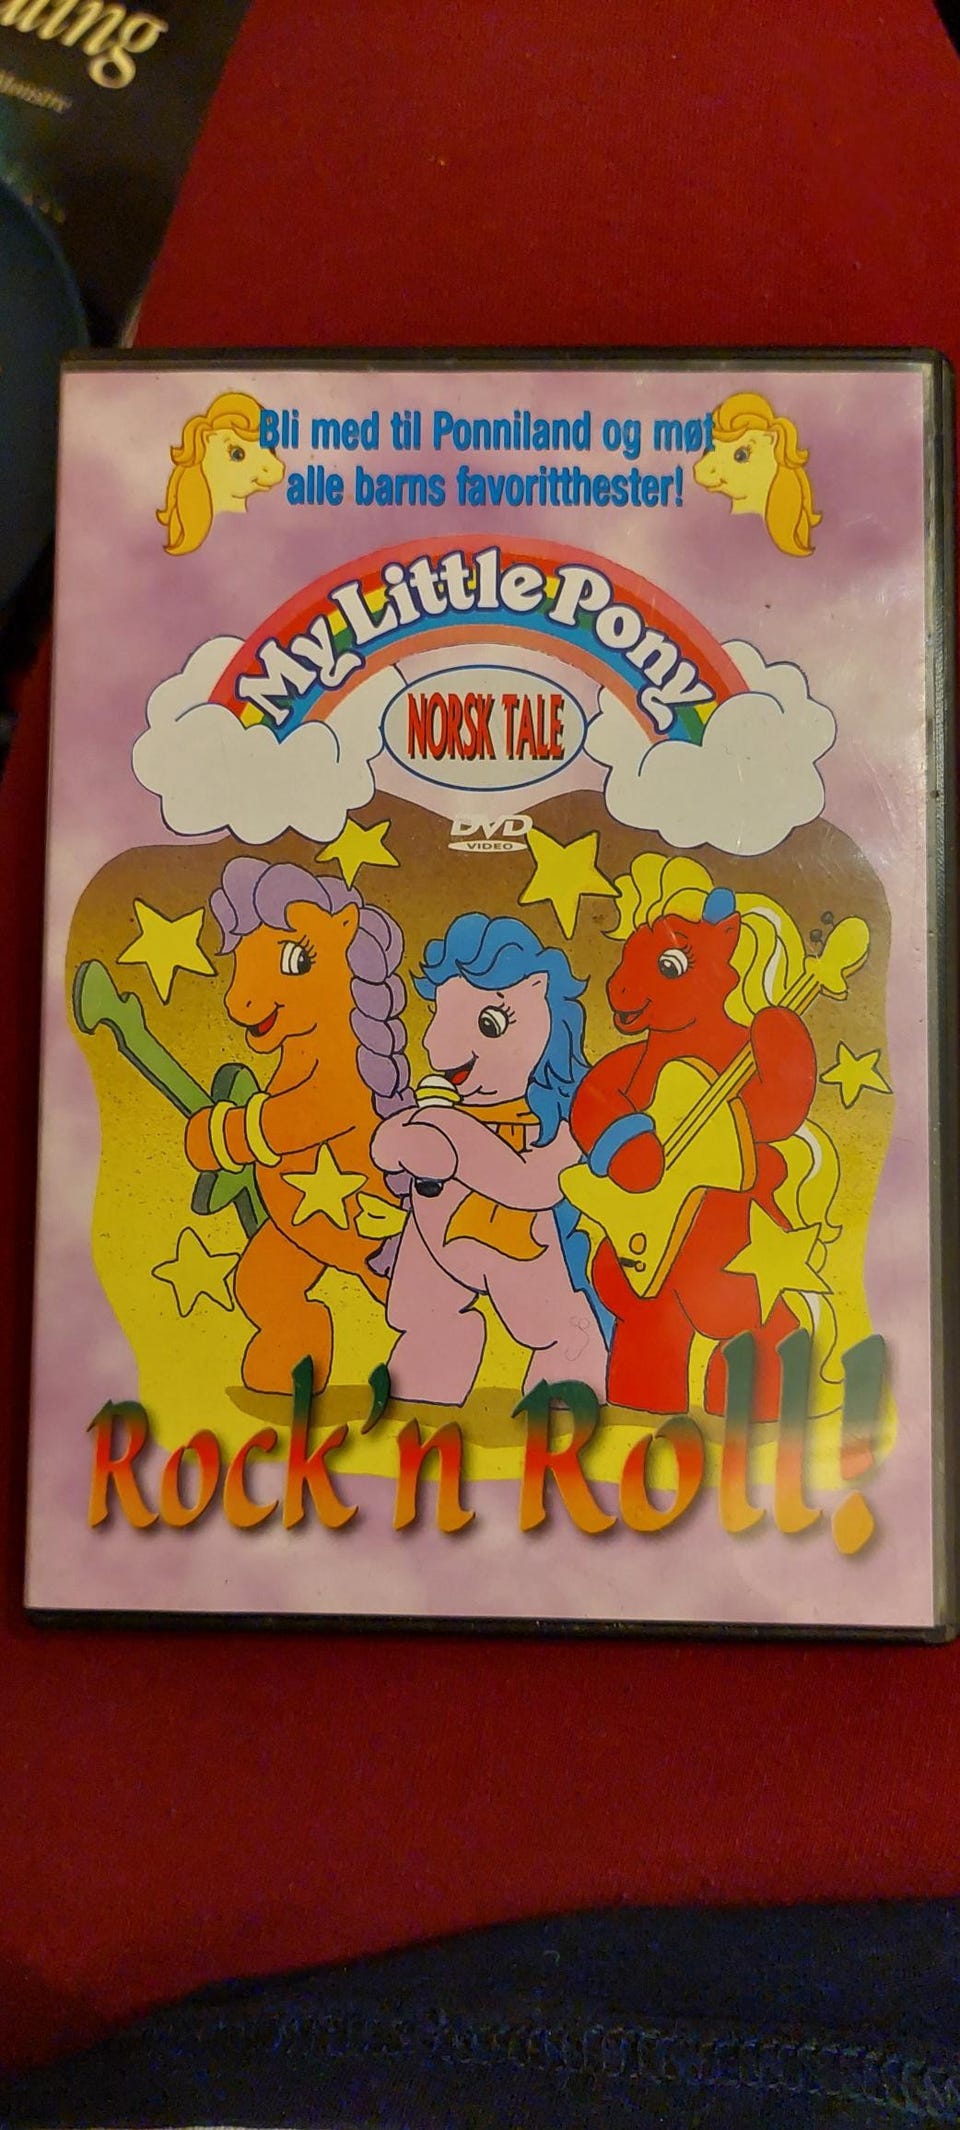 Bli med til Ponniland og møt
alle barns favoritthester!
My Little Pony
NORSK TALE
DVD
VIDEO
Rock'n Roll!